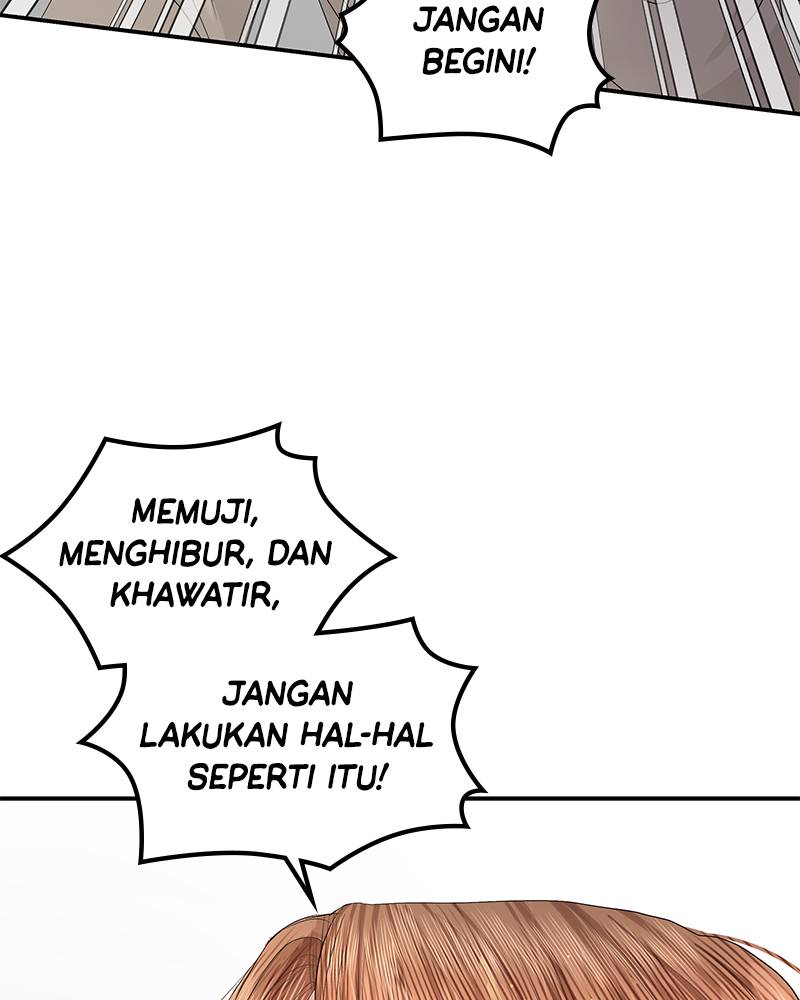 JANGAN
BEGINI!
MEMUJI,
MENGHIBUR, DAN
KHAWATIR,
JANGAN
LAKUKAN HAL-HAL
SEPERTI ITU!